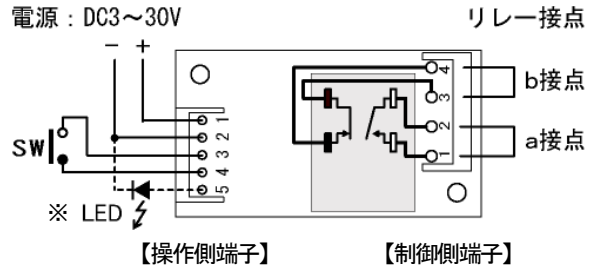 電源：DC3～30V
リレー接点
－ ＋
4
3
b接点
2
1
a接点
1
2
3
4
5
SW
※ LED
【操作側端子】
【制御側端子】